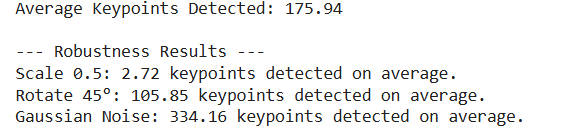 Average Keypoints Detected: 175.94
--- Robustness Results ---
Scale 0.5: 2.72 keypoints detected on average.
Rotate 45°: 105.85 keypoints detected on average.
Gaussian Noise: 334.16 keypoints detected on average.